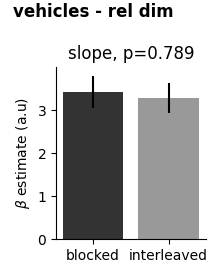 vehicles - rel dim
slope, p=0.789
β estimate (a.u)
3
2
1
0
blocked interleaved